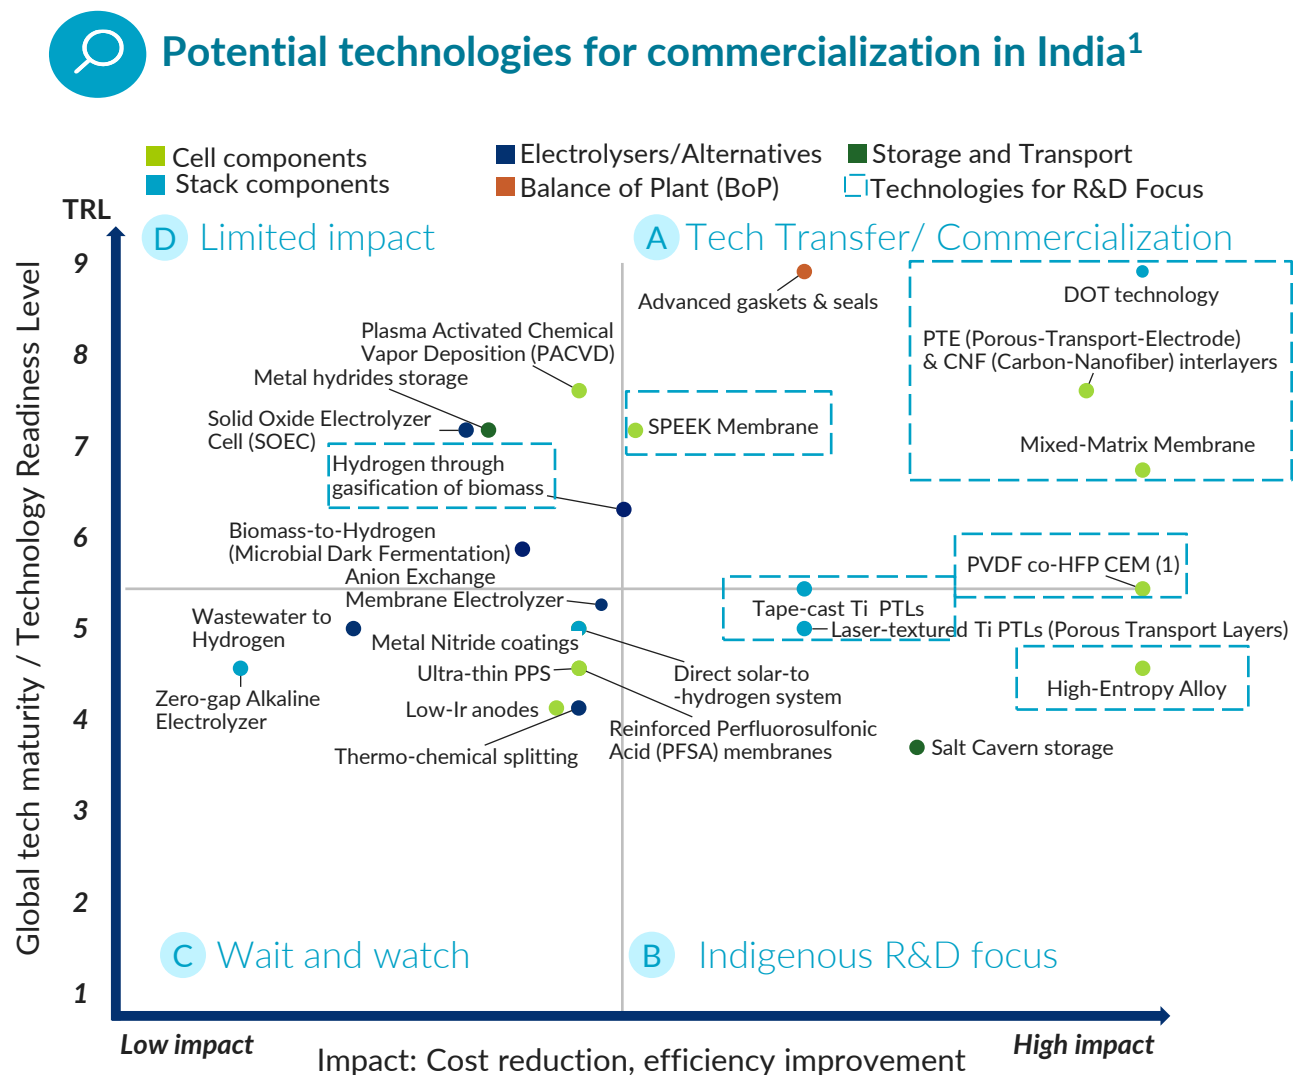 Potential technologies for commercialization in India¹
Cell components
Stack components
Electrolysers/Alternatives
Balance of Plant (BoP)
Storage and Transport
Technologies for R&D Focus
TRL
Global tech maturity / Technology Readiness Level
9
8
7
6
5
4
3
2
1
D Limited impact
A Tech Transfer/ Commercialization
Advanced gaskets & seals
DOT technology
PTE (Porous-Transport-Electrode)
& CNF (Carbon-Nanofiber) interlayers
Mixed-Matrix Membrane
Plasma Activated Chemical
Vapor Deposition (PACVD)
Metal hydrides storage
Solid Oxide Electrolyzer
Cell (SOEC)
SPEEK Membrane
Hydrogen through
gasification of biomass
Biomass-to-Hydrogen
(Microbial Dark Fermentation)
Anion Exchange
Membrane Electrolyzer
PVDF co-HFP CEM (1)
Tape-cast Ti PTLs
Laser-textured Ti PTLs (Porous Transport Layers)
Wastewater to
Hydrogen
Metal Nitride coatings
Ultra-thin PPS
Direct solar-to
-hydrogen system
High-Entropy Alloy
Zero-gap Alkaline
Electrolyzer
Low-Ir anodes
Reinforced Perfluorosulfonic
Acid (PFSA) membranes
Thermo-chemical splitting
Salt Cavern storage
C Wait and watch
B Indigenous R&D focus
Low impact
High impact
Impact: Cost reduction, efficiency improvement